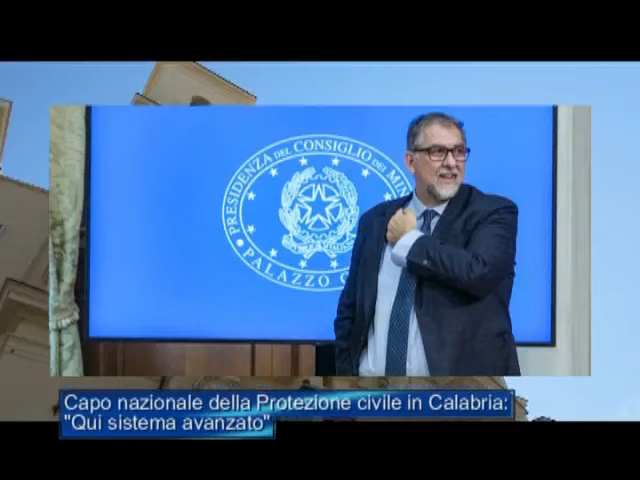 PRESIDENZA DEL CONSIGLIO DEI MIN
PALAZZO C
Capo nazionale della Protezione civile in Calabria:
"Qui sistema avanzato"